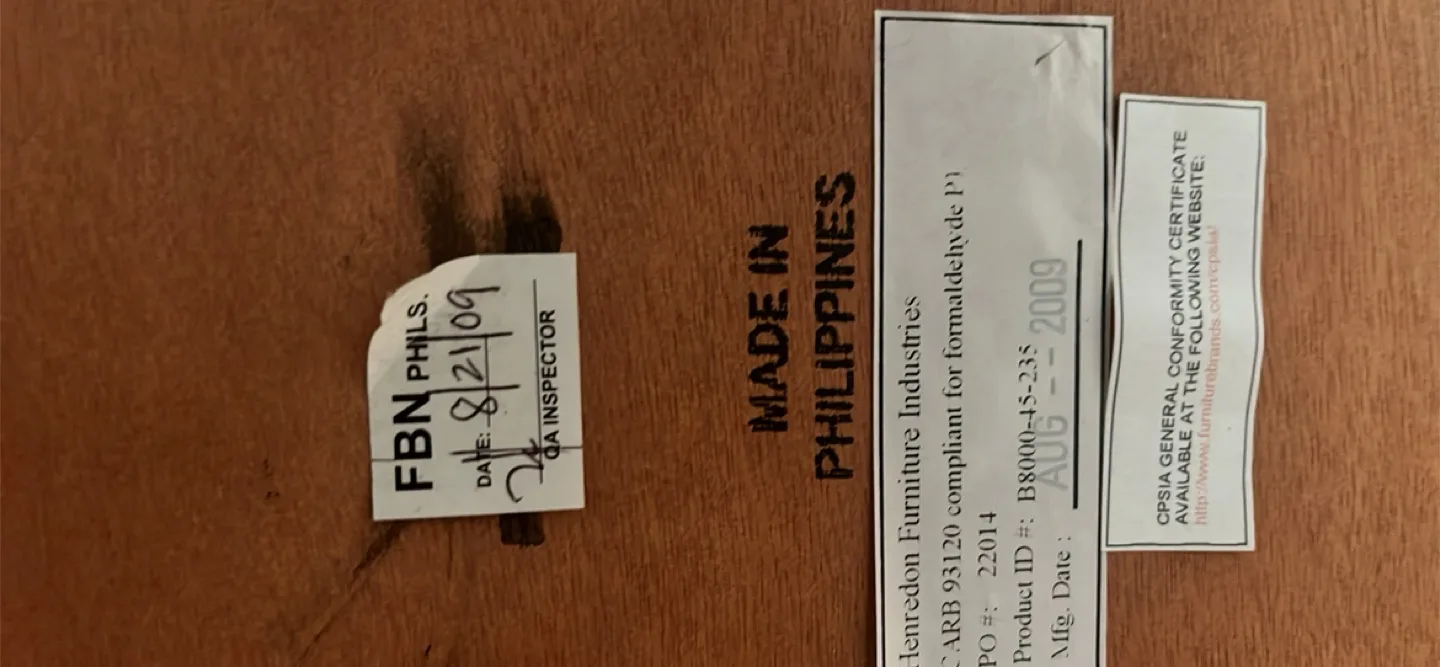 FBN PHILS.
DATE: 8/21/09
QA INSPECTOR
MADE IN
PHILIPPINES
Henredon Furniture Industries
CARB 93120 compliant for formaldehyde P1
PO #: 22014
Product ID #: B8000-45-235
Mfg. Date : AUG -- 2009
CPSIA GENERAL CONFORMITY CERTIFICATE
AVAILABLE AT THE FOLLOWING WEBSITE:
http://www.furniturebrands.com/cpsia/